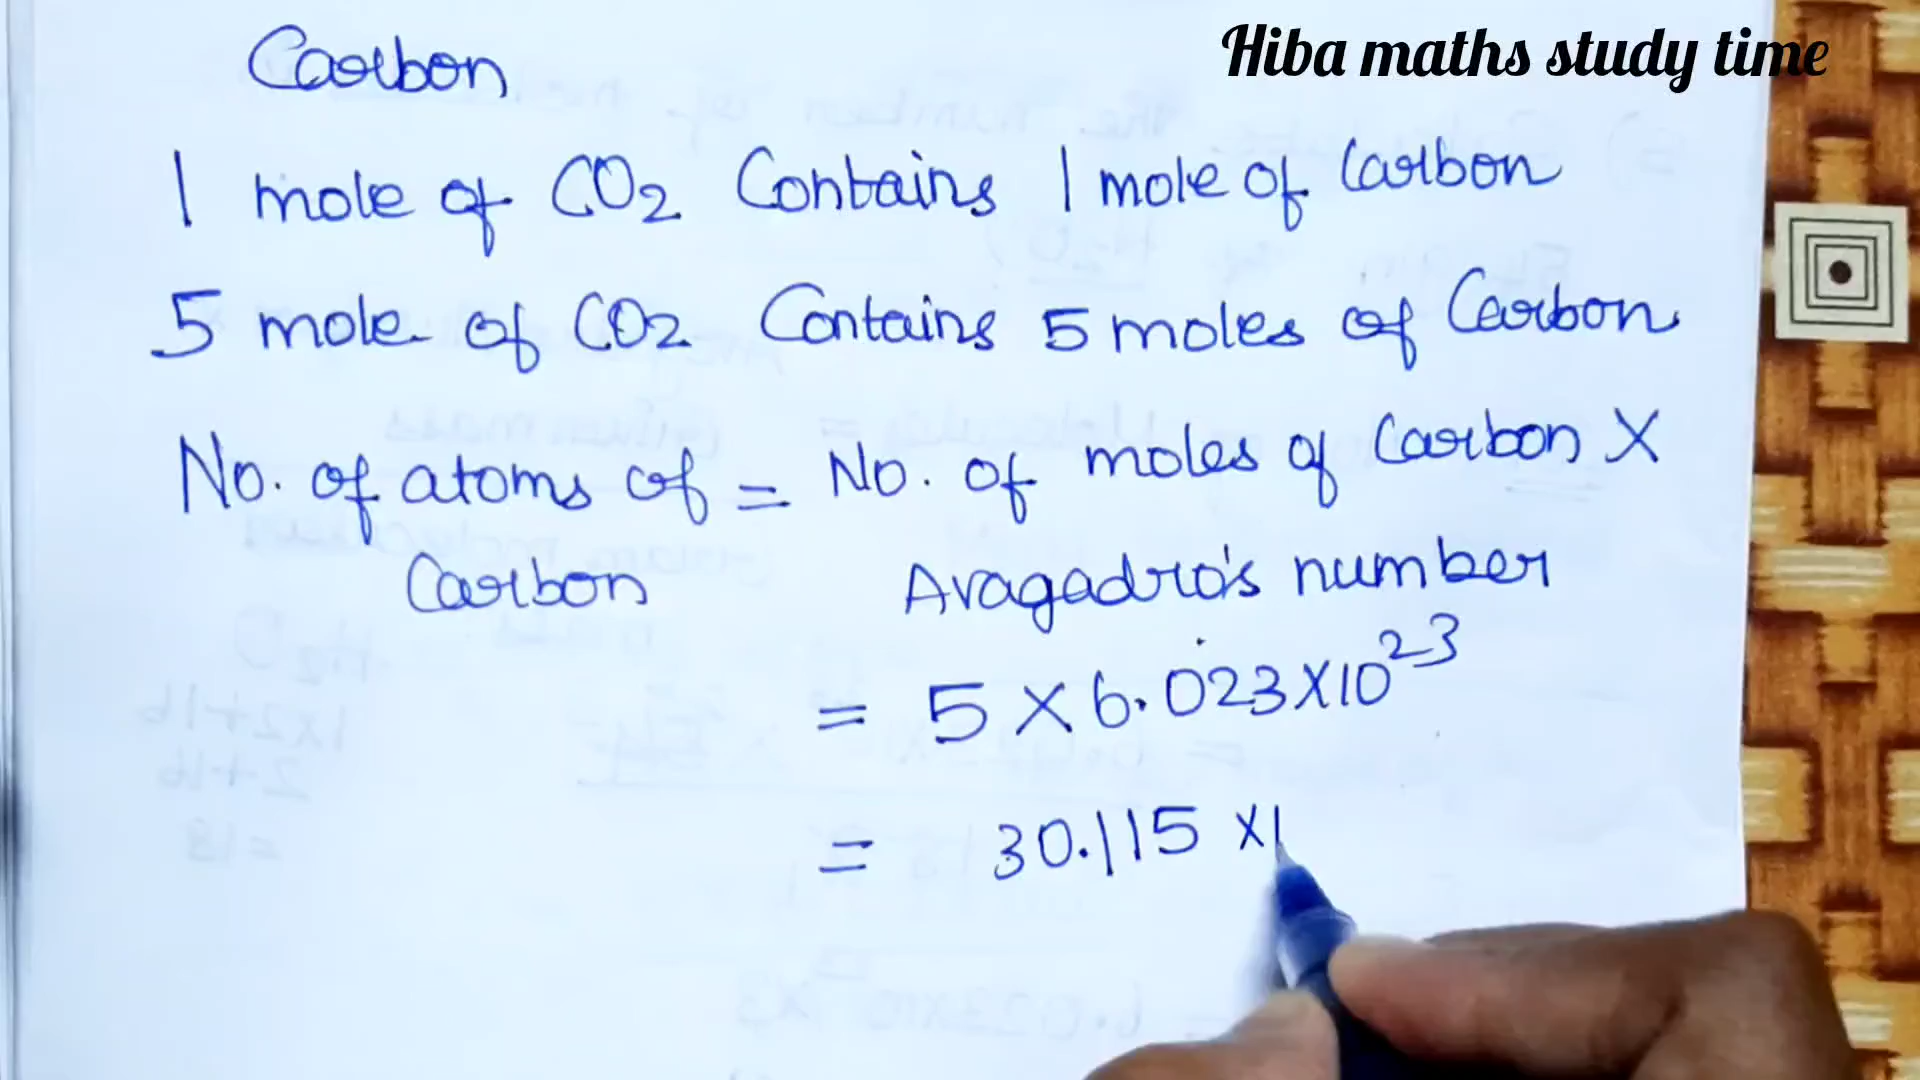 Hiba maths study time
Carbon
1 mole of CO2 Contains 1 mole of Carbon
5 mole of CO2 Contains 5 moles of Carbon
No. of atoms of = No. of moles of Carbon X
Carbon Avagadro's number
= 5 X 6.023X10²³
= 30.115 X1